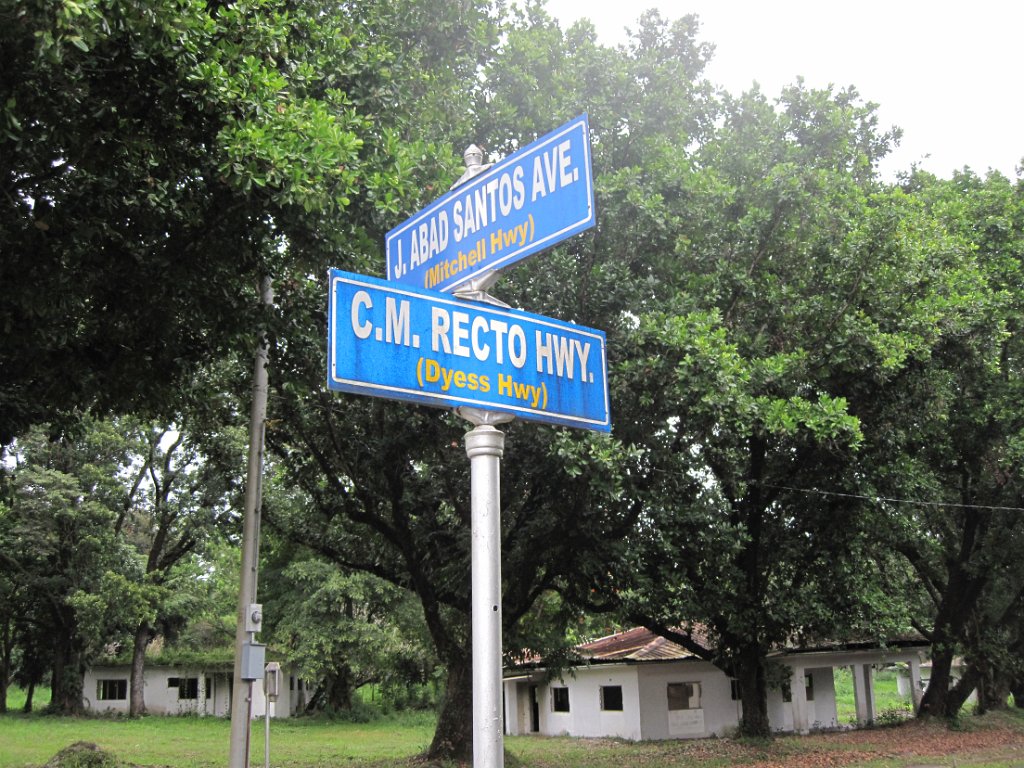 J. ABAD SANTOS AVE.
(Mitchell Hwy)
C.M. RECTO HWY.
(Dyess Hwy)